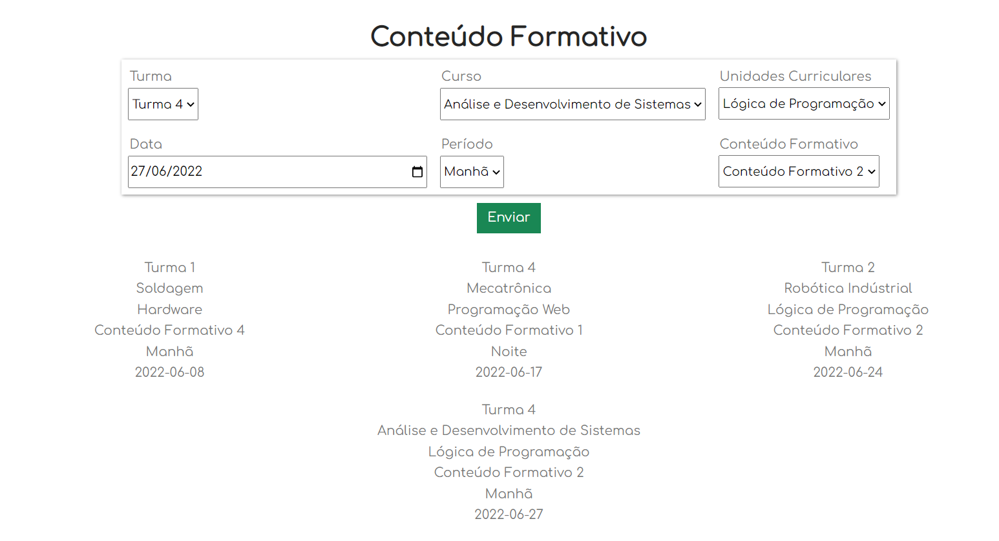 Conteúdo Formativo
Turma
Turma 4
Curso
Análise e Desenvolvimento de Sistemas
Unidades Curriculares
Lógica de Programação
Data
27/06/2022
Período
Manhã
Conteúdo Formativo
Conteúdo Formativo 2
Enviar
Turma 1
Soldagem
Hardware
Conteúdo Formativo 4
Manhã
2022-06-08
Turma 4
Mecatrônica
Programação Web
Conteúdo Formativo 1
Noite
2022-06-17
Turma 2
Robótica Indústrial
Lógica de Programação
Conteúdo Formativo 2
Manhã
2022-06-24
Turma 4
Análise e Desenvolvimento de Sistemas
Lógica de Programação
Conteúdo Formativo 2
Manhã
2022-06-27